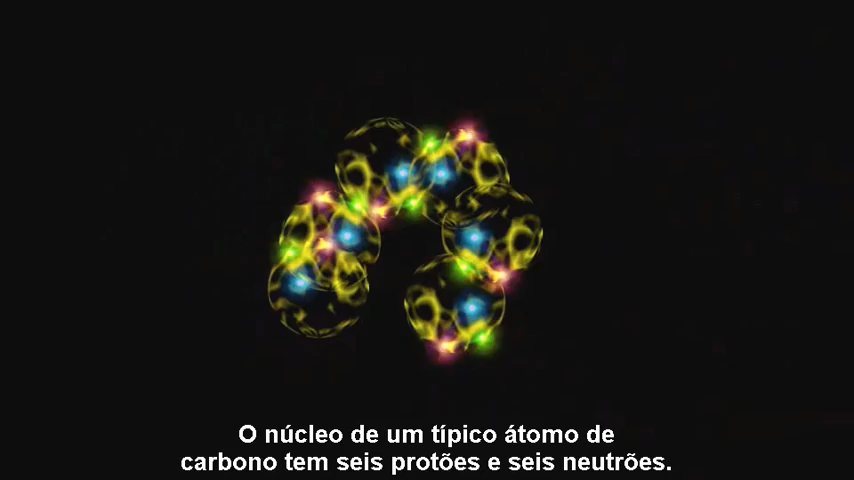 O núcleo de um típico átomo de
carbono tem seis protões e seis neutrões.